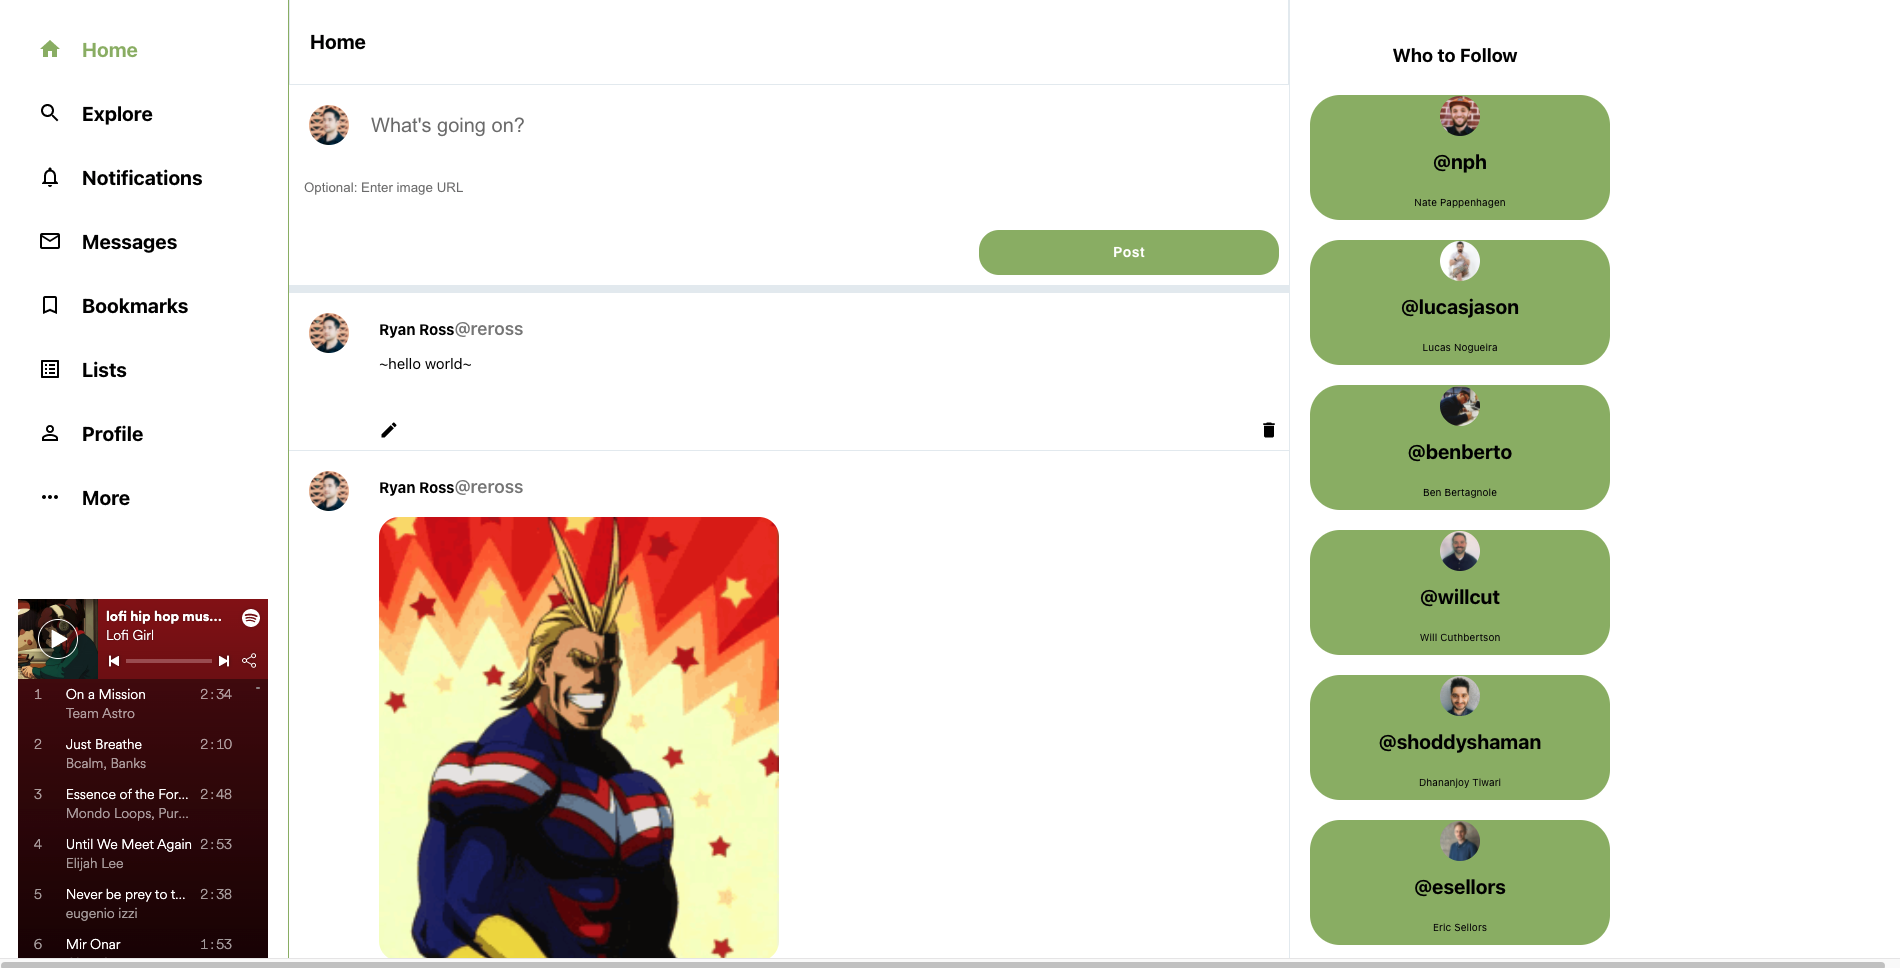 Home
Explore
Notifications
Messages
Bookmarks
Lists
Profile
More
lofi hip hop mus...
Lofi Girl
1 On a Mission 2:34
Team Astro
2 Just Breathe 2:10
Bcalm, Banks
3 Essence of the For... 2:48
Mondo Loops, Pur...
4 Until We Meet Again 2:53
Elijah Lee
5 Never be prey to t... 2:38
eugenio izzi
6 Mir Onar 1:53
Home
What's going on?
Optional: Enter image URL
Post
Ryan Ross@reross
~hello world~
Ryan Ross@reross
Who to Follow
@nph
Nate Pappenhagen
@lucasjason
Lucas Nogueira
@benberto
Ben Bertagnole
@willcut
Will Cuthbertson
@shoddyshaman
Dhananjoy Tiwari
@esellors
Eric Sellors